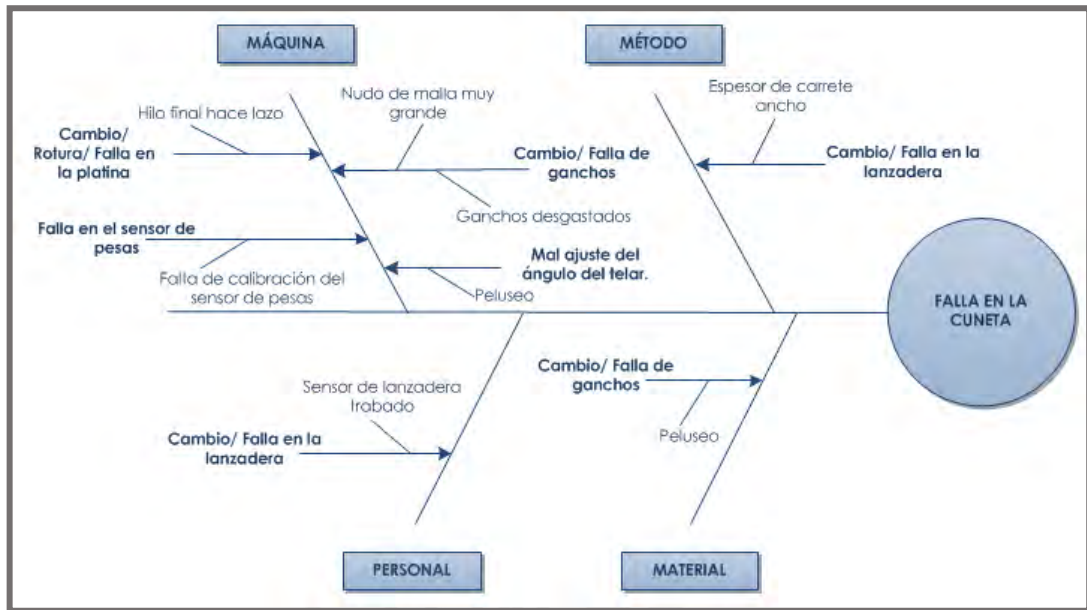 MÁQUINA
MÉTODO
Hilo final hace lazo
Nudo de malla muy
grande
Espesor de carrete
ancho
Cambio/
Rotura/ Falla en
la platina
Cambio/ Falla de
ganchos
Cambio/ Falla en la
lanzadera
Ganchos desgastados
Falla en el sensor de
pesas
Mal ajuste del
ángulo del telar.
Falla de calibración del
sensor de pesas
Peluseo
FALLA EN LA
CUNETA
Cambio/ Falla de
ganchos
Sensor de lanzadera
trabado
Peluseo
Cambio/ Falla en la
lanzadera
PERSONAL
MATERIAL